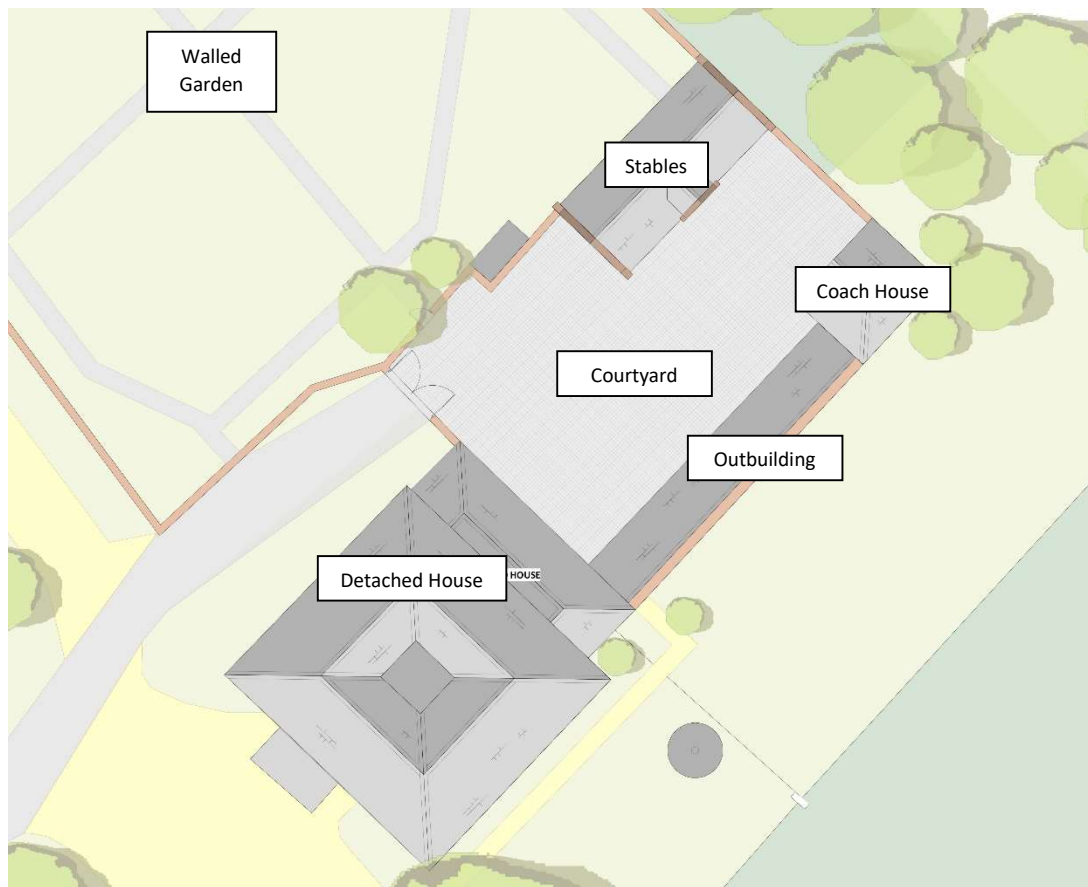 Walled
Garden
Stables
Coach House
Courtyard
Outbuilding
Detached House
HOUSE